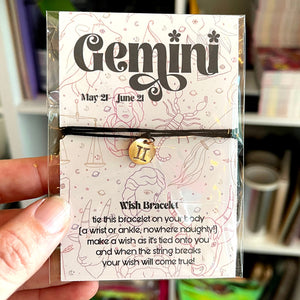 Gemini
May 21 - June 21
Wish Bracelet
tie this bracelet on your body
(a wrist or ankle, nowhere naughty!)
make a wish as it's tied onto you
and when the string breaks
your wish will come true!